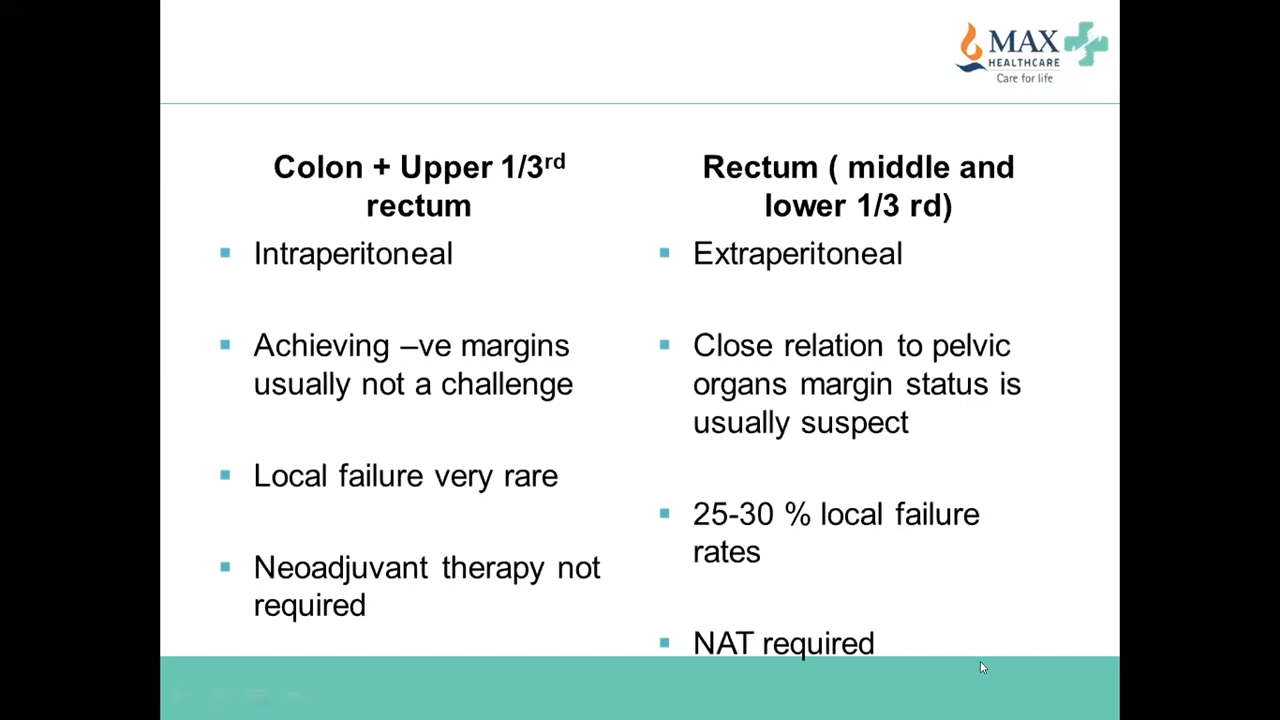 MAX
HEALTHCARE
Care for life
Colon + Upper 1/3rd
rectum
Intraperitoneal
Achieving –ve margins
usually not a challenge
Local failure very rare
Neoadjuvant therapy not
required
Rectum ( middle and
lower 1/3 rd)
Extraperitoneal
Close relation to pelvic
organs margin status is
usually suspect
25-30 % local failure
rates
NAT required